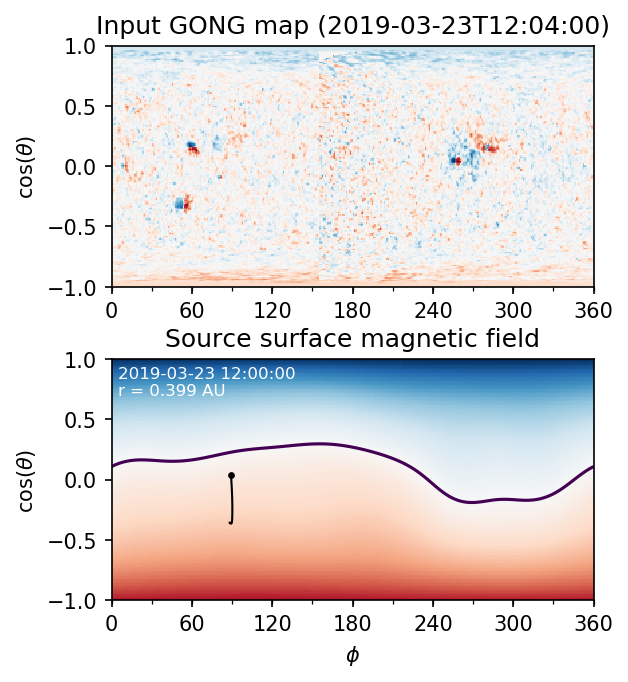 Input GONG map (2019-03-23T12:04:00)
1.0
0.5
0.0
−0.5
−1.0
cos(θ)
0 60 120 180 240 300 360
Source surface magnetic field
2019-03-23 12:00:00
r = 0.399 AU
1.0
0.5
0.0
−0.5
−1.0
cos(θ)
0 60 120 180 240 300 360
ϕ